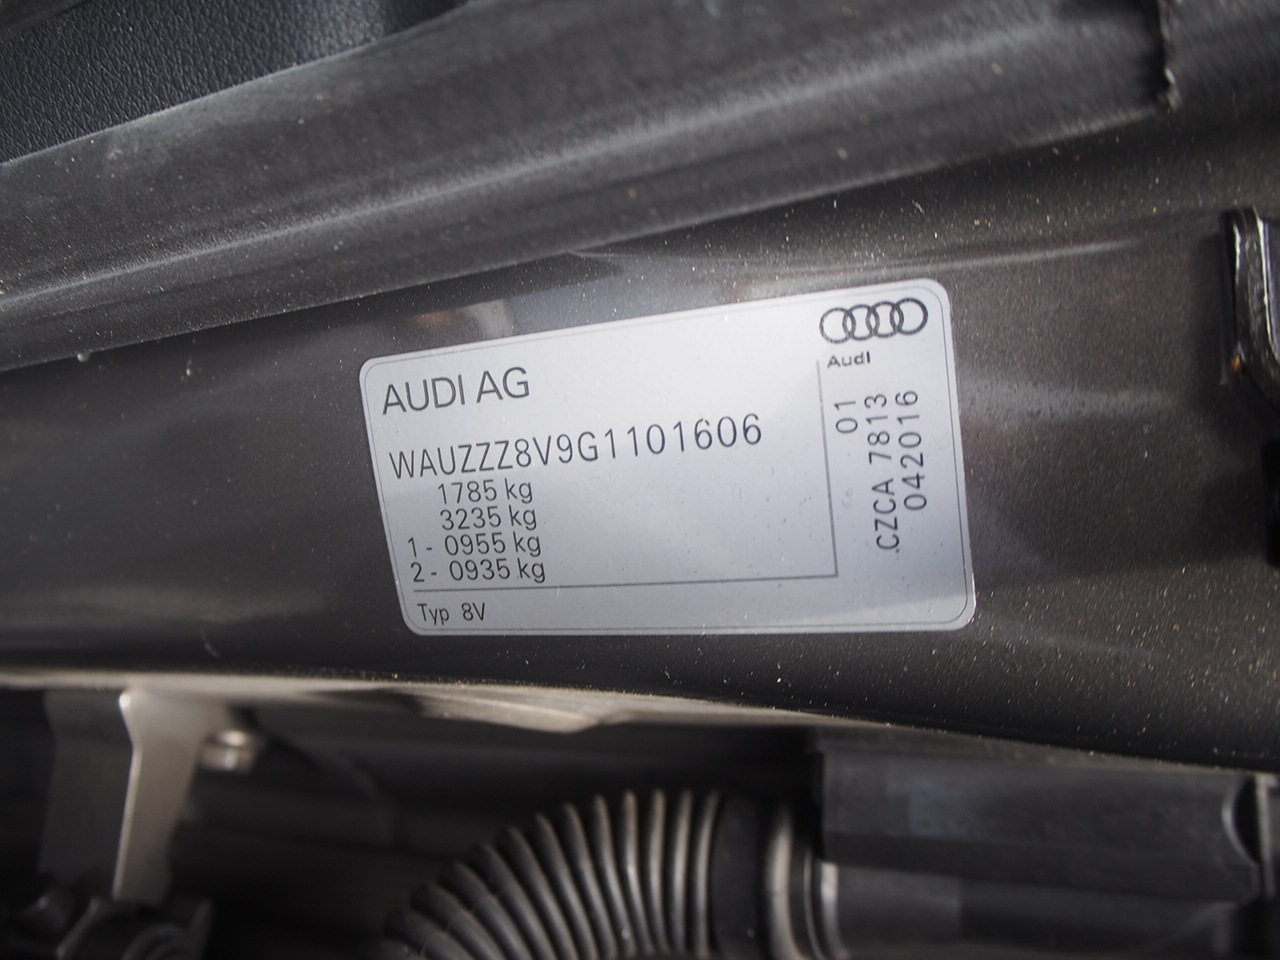 AUDI AG
WAUZZZ8V9G1101606
1785 kg
3235 kg
1 - 0955 kg
2 - 0935 kg
Typ 8V
Audi
01
CZCA 7813
042016